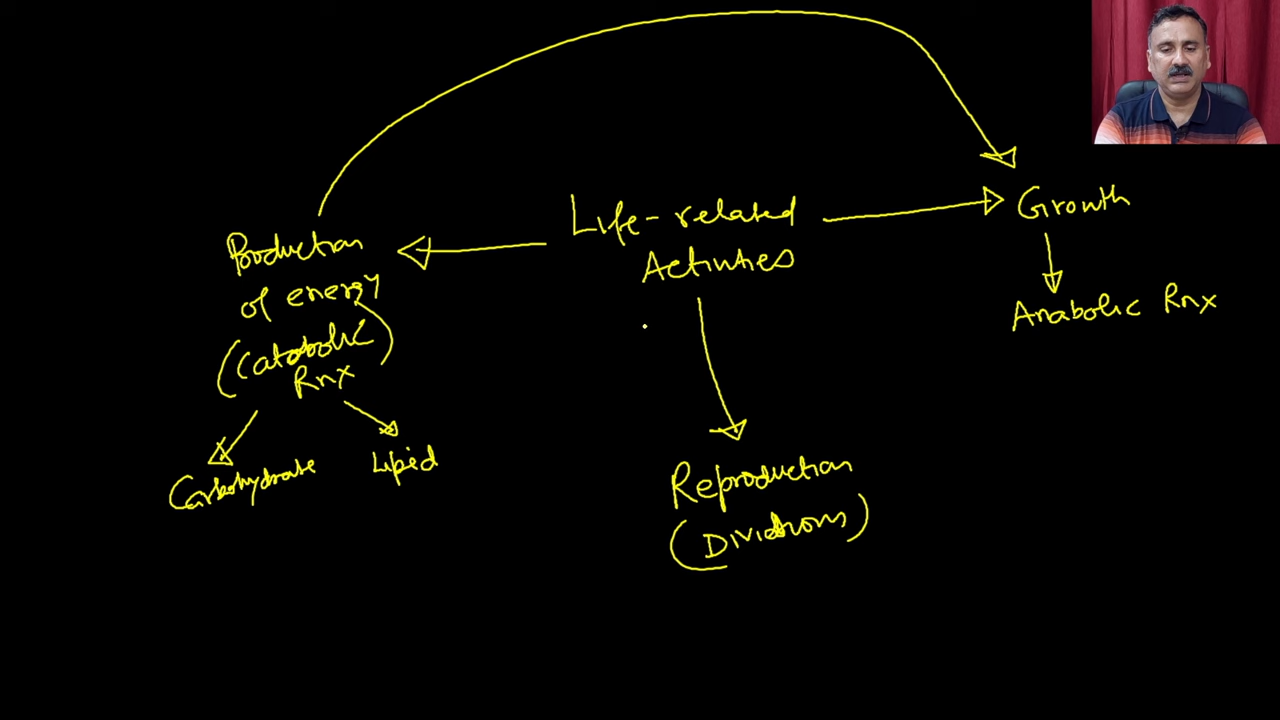 Life-related
Activities
Growth
Anabolic Rnx
Production
of energy
(Catabolic
Rnx
Carbohydrate
Lipid
Reproduction
(Divisions)